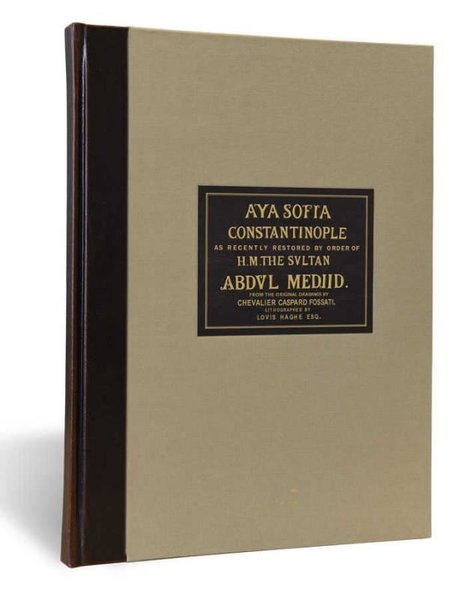 AYA SOFIA
CONSTANTINOPLE
AS RECENTLY RESTORED BY ORDER OF
H.M.THE SVLTAN
.ABDVL MEDJID.
FROM THE ORIGINAL DRAWINGS BY
CHEVALIER CASPARD FOSSATI.
LITHOGRAPHED BY
LOVIS HAGHE ESQ.